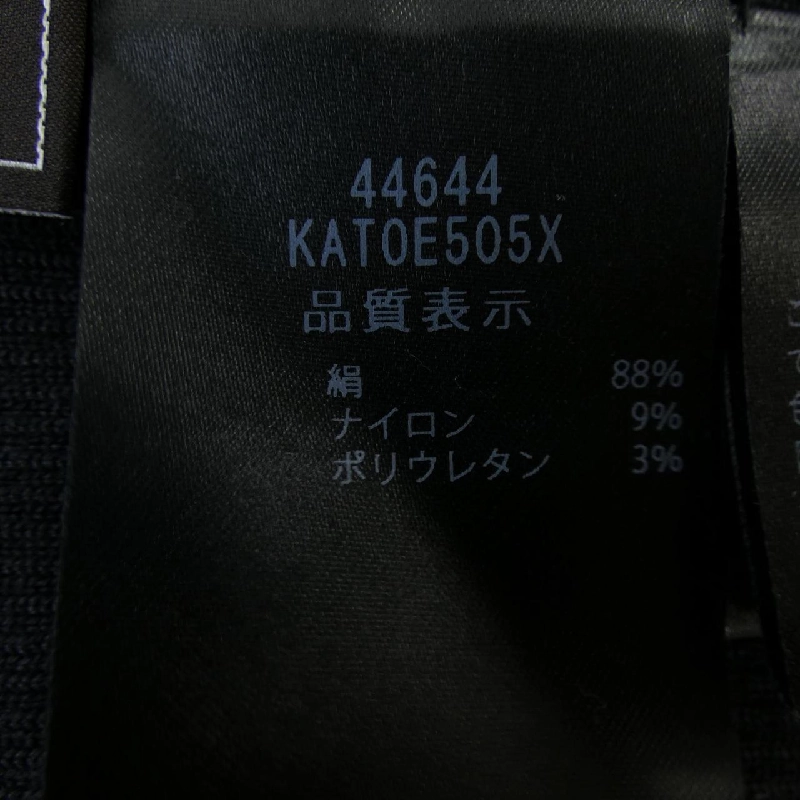 44644
KATOE505X
品質表示
絹 88%
ナイロン 9%
ポリウレタン 3%